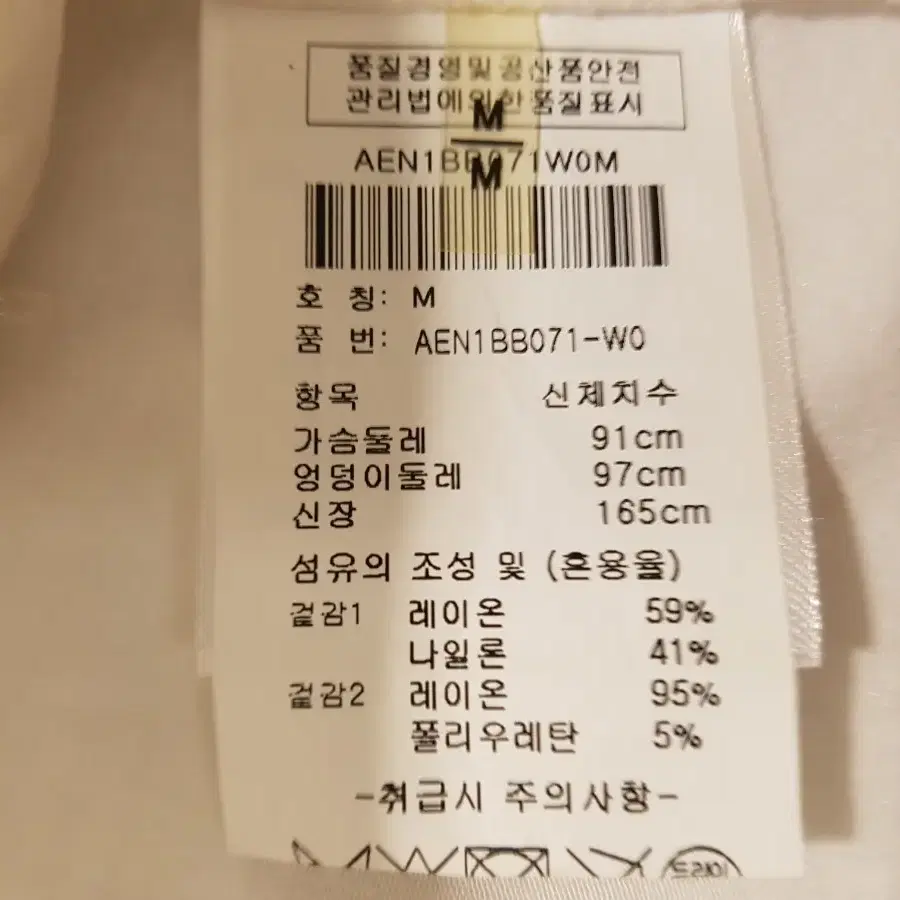 품질경영및공산품안전
관리법에의한품질표시
M
AEN1BB071W0M
M
호 칭: M
품 번: AEN1BB071-W0
항목 신체치수
가슴둘레 91cm
엉덩이둘레 97cm
신장 165cm
섬유의 조성 및 (혼용율)
겉감1 레이온 59%
나일론 41%
겉감2 레이온 95%
폴리우레탄 5%
-취급시 주의사항-
드라이